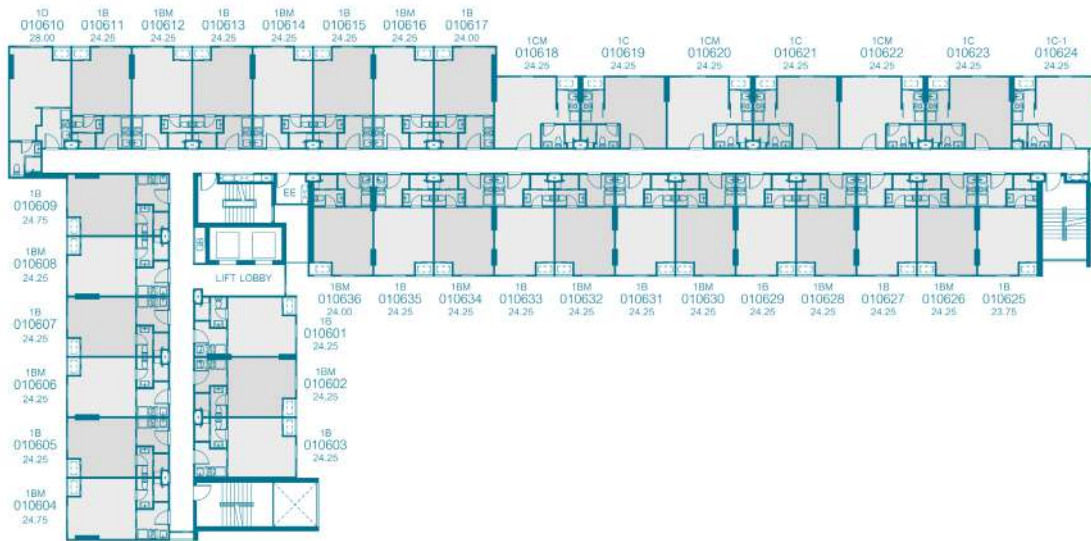 1D
010610
28.00
1B
010611
24.25
1BM
010612
24.25
1B
010613
24.25
1BM
010614
24.25
1B
010615
24.25
1BM
010616
24.25
1B
010617
24.00
1CM
010618
24.25
1C
010619
24.25
1CM
010620
24.25
1C
010621
24.25
1CM
010622
24.25
1C
010623
24.25
1C-1
010624
24.25
1B
010609
24.75
1BM
010608
24.25
1B
010607
24.25
1BM
010606
24.25
1B
010605
24.25
1BM
010604
24.75
EE
LIFT LOBBY
1B
010601
24.25
1BM
010602
24.25
1B
010603
24.25
1BM
010636
24.00
1B
010635
24.25
1BM
010634
24.25
1B
010633
24.25
1BM
010632
24.25
1B
010631
24.25
1BM
010630
24.25
1B
010629
24.25
1BM
010628
24.25
1B
010627
24.25
1BM
010626
24.25
1B
010625
23.75